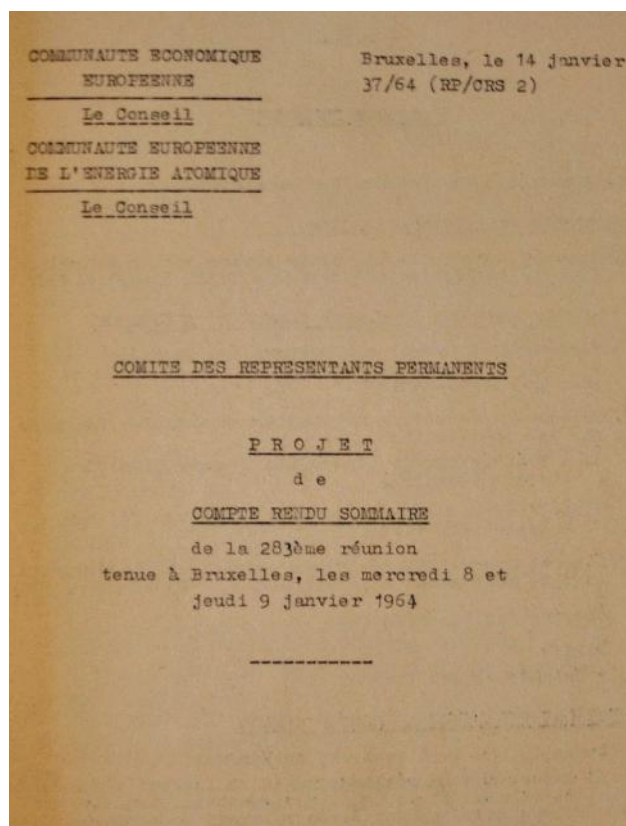 COMMUNAUTE ECONOMIQUE
EUROPEENNE
Le Conseil
COMMUNAUTE EUROPEENNE
DE L'ENERGIE ATOMIQUE
Le Conseil
Bruxelles, le 14 janvier
37/64 (RP/CRS 2)
COMITE DES REPRESENTANTS PERMANENTS
P R O J E T
d e
COMPTE RENDU SOMMAIRE
de la 283ème réunion
tenue à Bruxelles, les mercredi 8 et
jeudi 9 janvier 1964